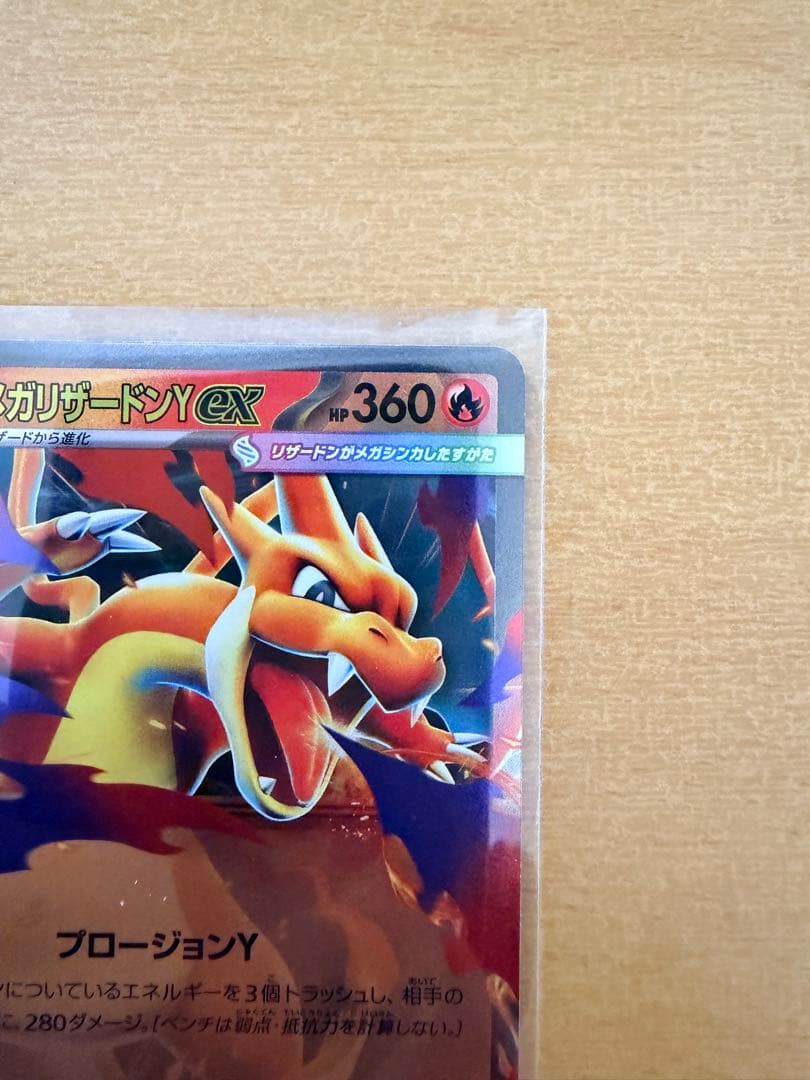 メガリザードンY ex HP 360
ザードから進化
リザードンがメガシンカしたすがた
プロージョンY
についているエネルギーを3個トラッシュし、相手の
こ、280ダメージ。[ベンチは弱点・抵抗力を計算しない。]